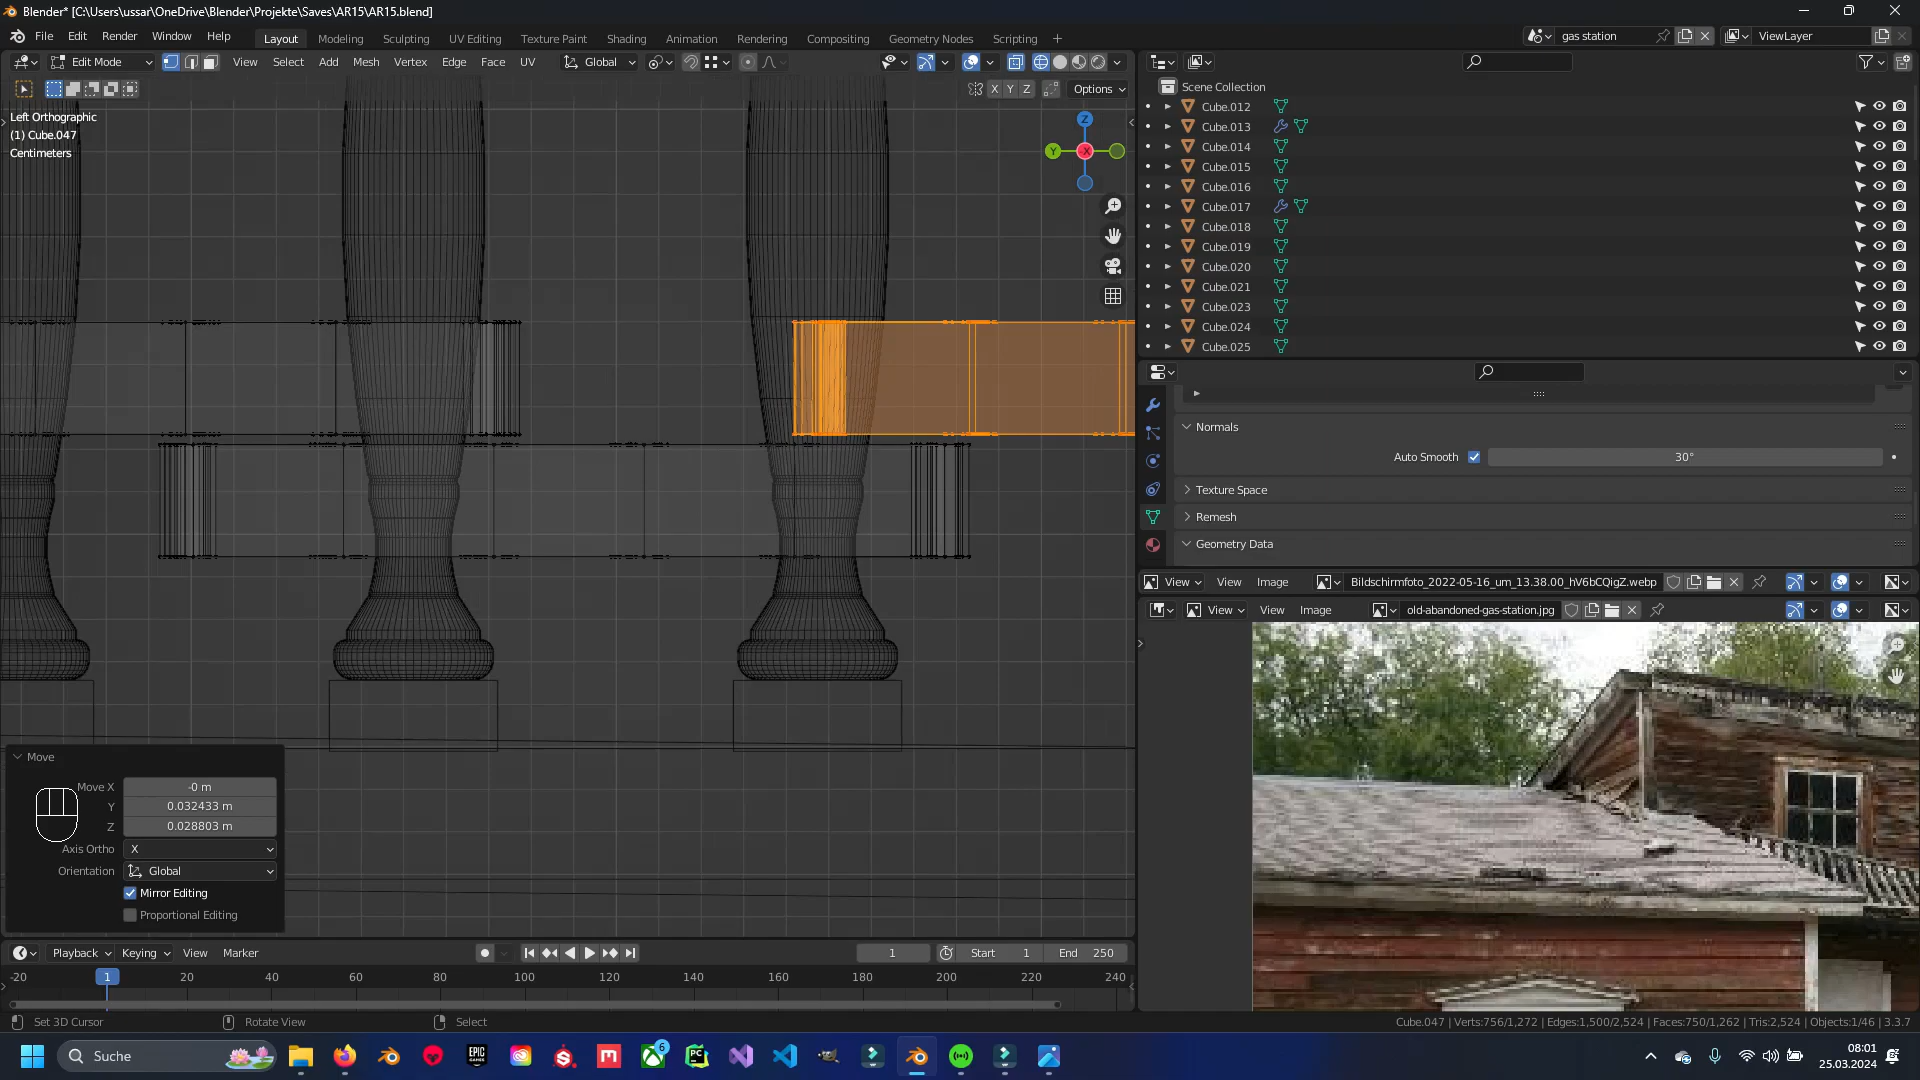 Blender* [C:\Users\ussar\OneDrive\Blender\Projekte\Saves\AR15\AR15.blend]
File Edit Render Window Help Layout Modeling Sculpting UV Editing Texture Paint Shading Animation Rendering Compositing Geometry Nodes Scripting gas station ViewLayer
Edit Mode View Select Add Mesh Vertex Edge Face UV Global
X Y Z Options
Left Orthographic
(1) Cube.047
Centimeters
Z
Y X
Scene Collection
Cube.012
Cube.013
Cube.014
Cube.015
Cube.016
Cube.017
Cube.018
Cube.019
Cube.020
Cube.021
Cube.023
Cube.024
Cube.025
Normals
Auto Smooth 30°
Texture Space
Remesh
Geometry Data
View View Image Bildschirmfoto_2022-05-16_um_13.38.00_hV6bCQigZ.webp
View View Image old-abandoned-gas-station.jpg
Move
Move X -0 m
Y 0.032433 m
Z 0.028803 m
Axis Ortho X
Orientation Global
Mirror Editing
Proportional Editing
Playback Keying View Marker 1 Start 1 End 250
-20 1 20 40 60 80 100 120 140 160 180 200 220 240
Set 3D Cursor Rotate View Select Cube.047 | Verts:756/1,272 | Edges:1,500/2,524 | Faces:750/1,262 | Tris:2,524 | Objects:1/46 | 3.3.7
Suche EPIC GAMES 6 PC
08:01
25.03.2024